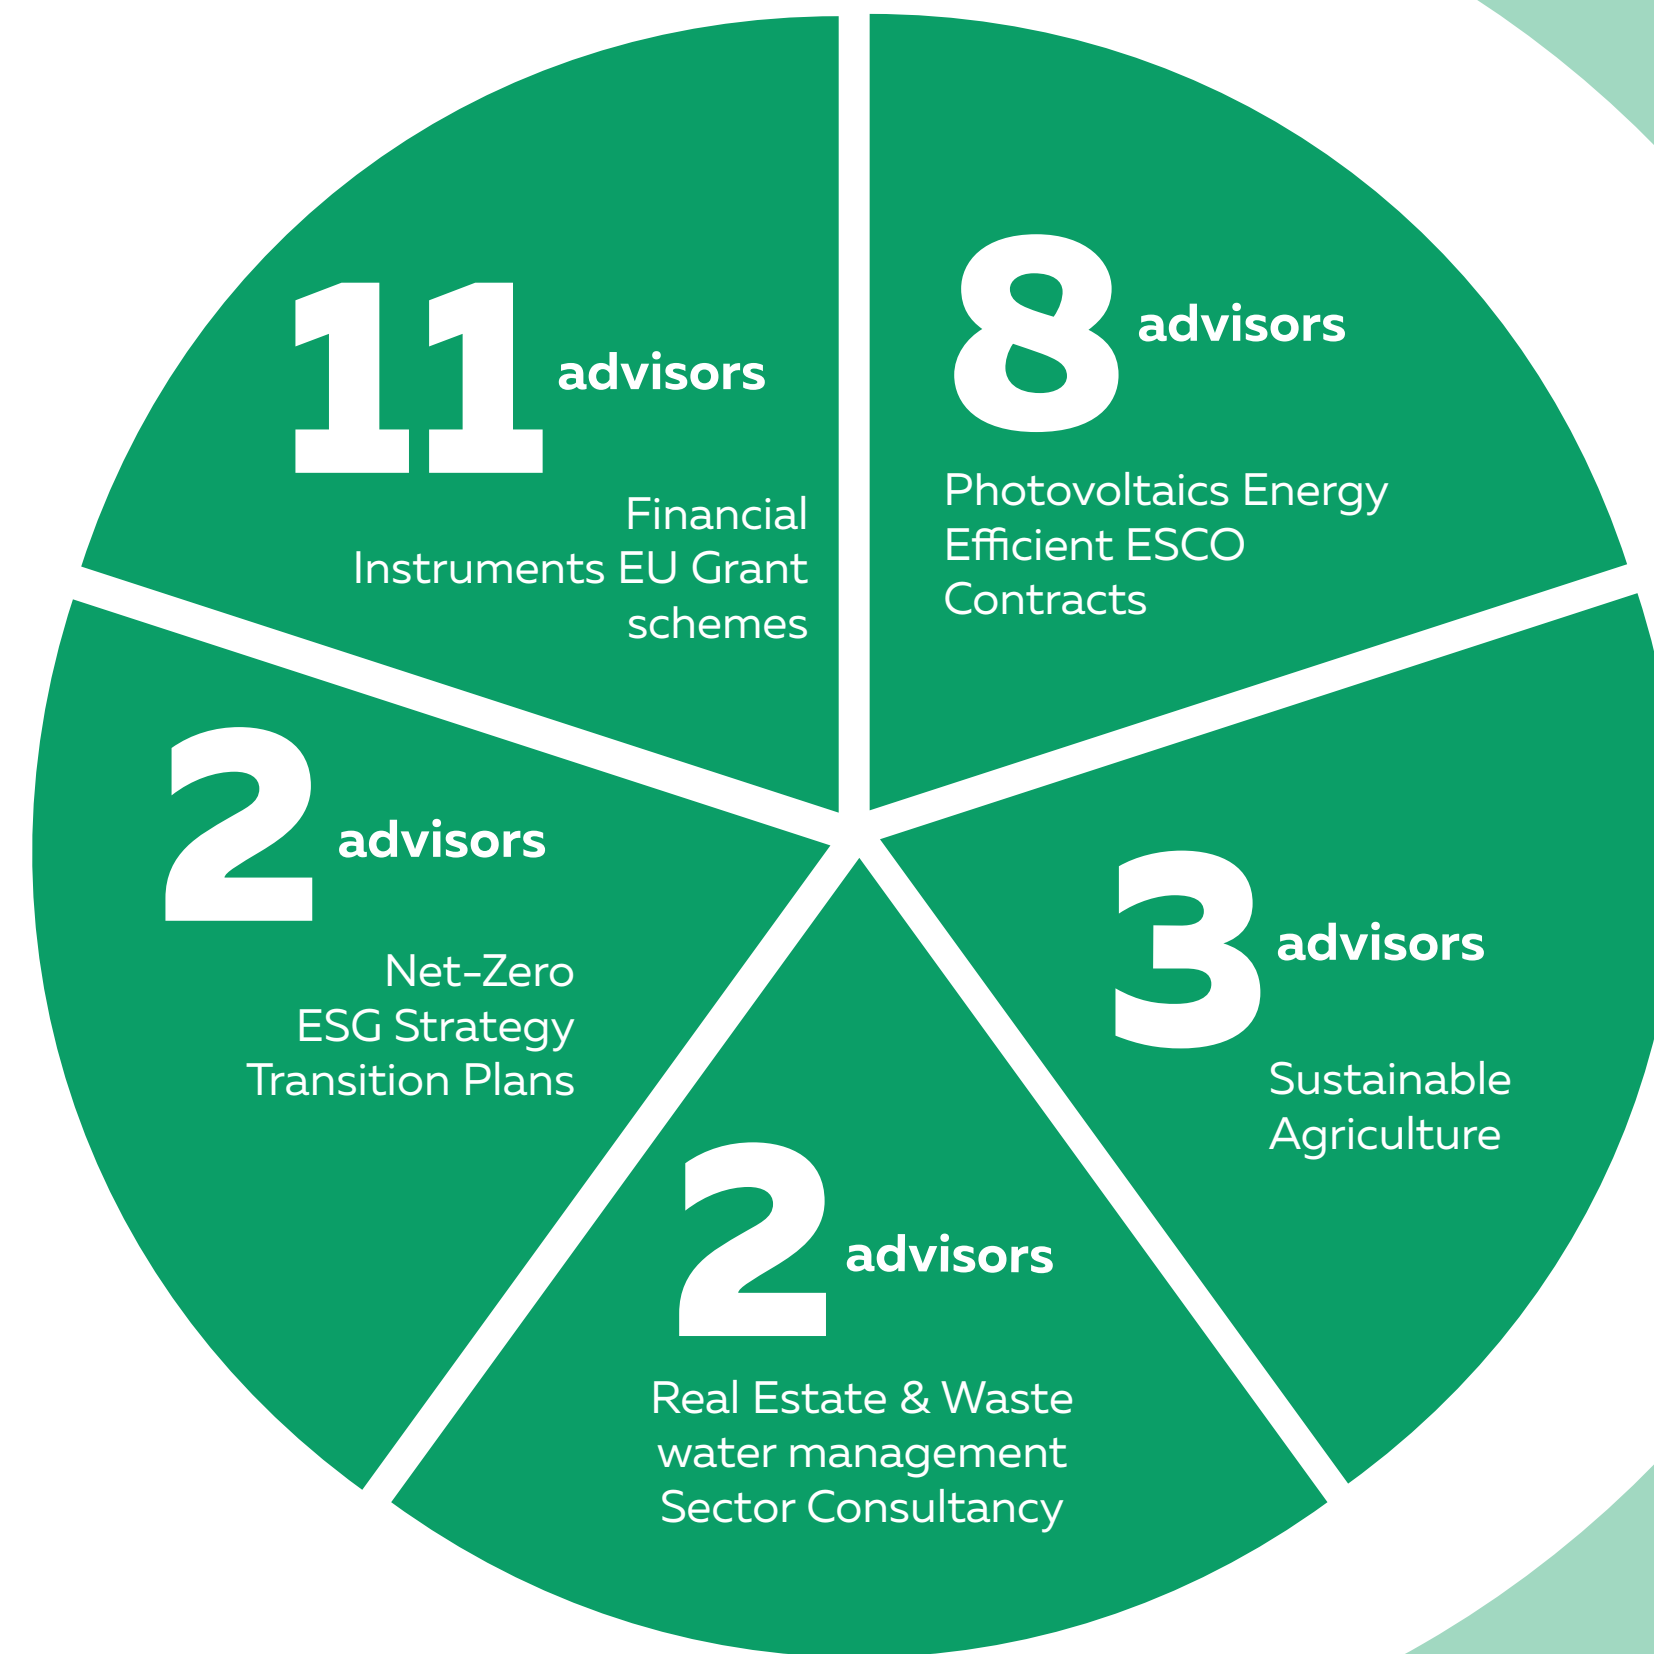 11 advisors
Financial
Instruments EU Grant
schemes
8 advisors
Photovoltaics Energy
Efficient ESCO
Contracts
2 advisors
Net-Zero
ESG Strategy
Transition Plans
3 advisors
Sustainable
Agriculture
2 advisors
Real Estate & Waste
water management
Sector Consultancy